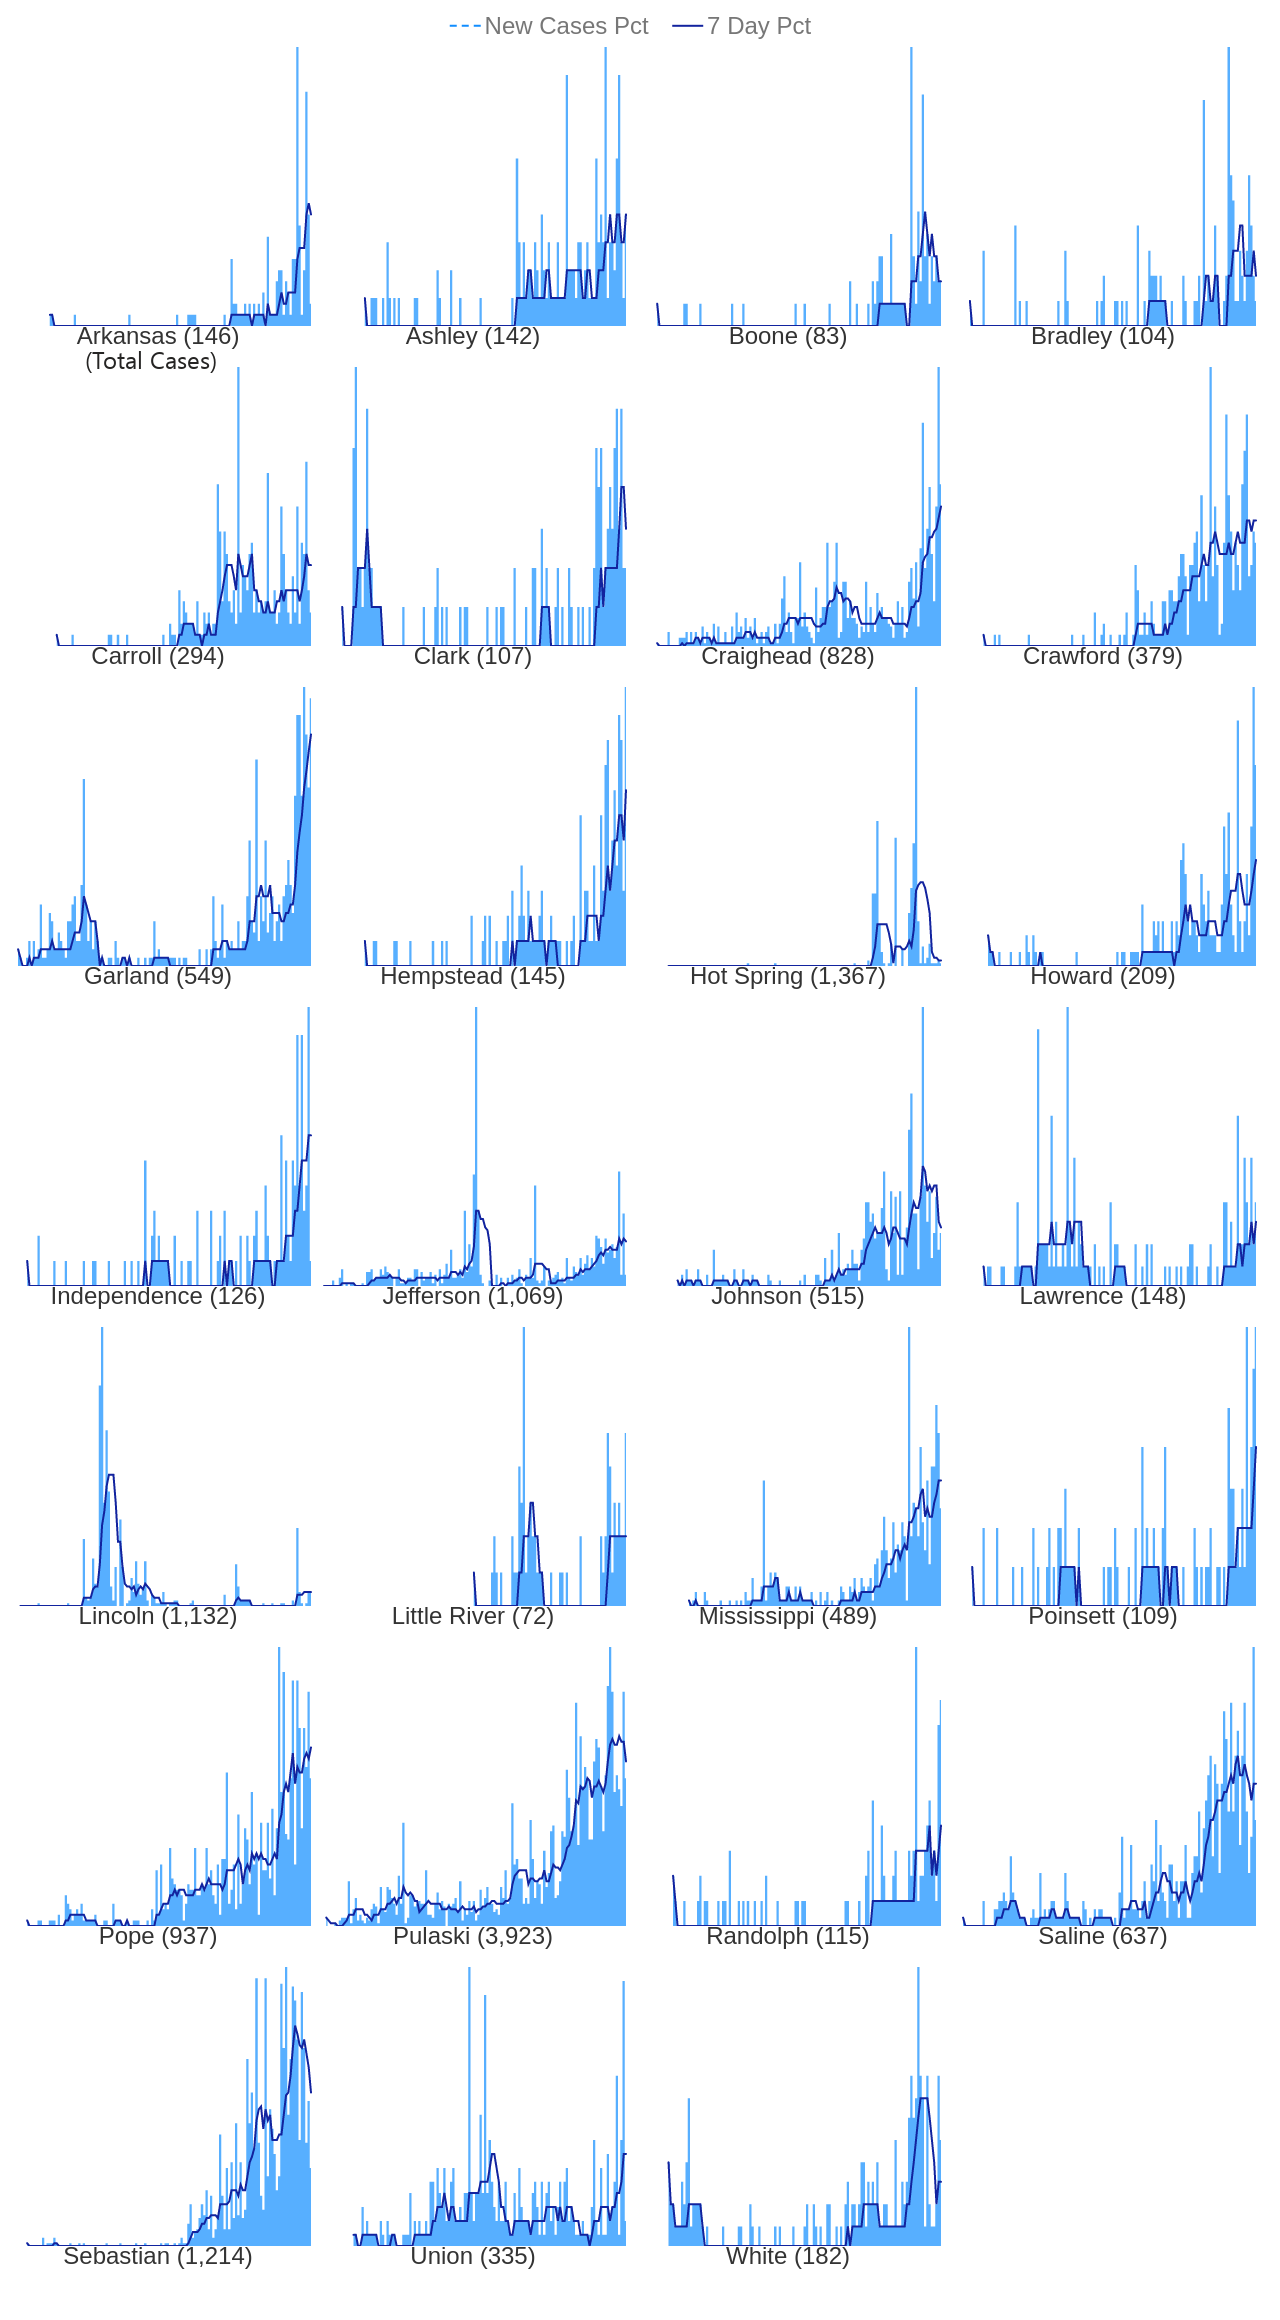 New Cases Pct 7 Day Pct
Arkansas (146) Ashley (142) Boone (83) Bradley (104)
(Total Cases)
Carroll (294) Clark (107) Craighead (828) Crawford (379)
Garland (549) Hempstead (145) Hot Spring (1,367) Howard (209)
Independence (126) Jefferson (1,069) Johnson (515) Lawrence (148)
Lincoln (1,132) Little River (72) Mississippi (489) Poinsett (109)
Pope (937) Pulaski (3,923) Randolph (115) Saline (637)
Sebastian (1,214) Union (335) White (182)